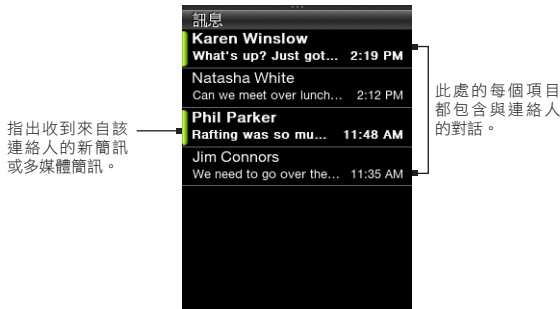 訊息
Karen Winslow
What's up? Just got... 2:19 PM
Natasha White
Can we meet over lunch... 2:12 PM
Phil Parker
Rafting was so mu... 11:48 AM
Jim Connors
We need to go over the... 11:35 AM
指出收到來自該
連絡人的新簡訊
或多媒體簡訊。
此處的每個項目
都包含與連絡人
的對話。